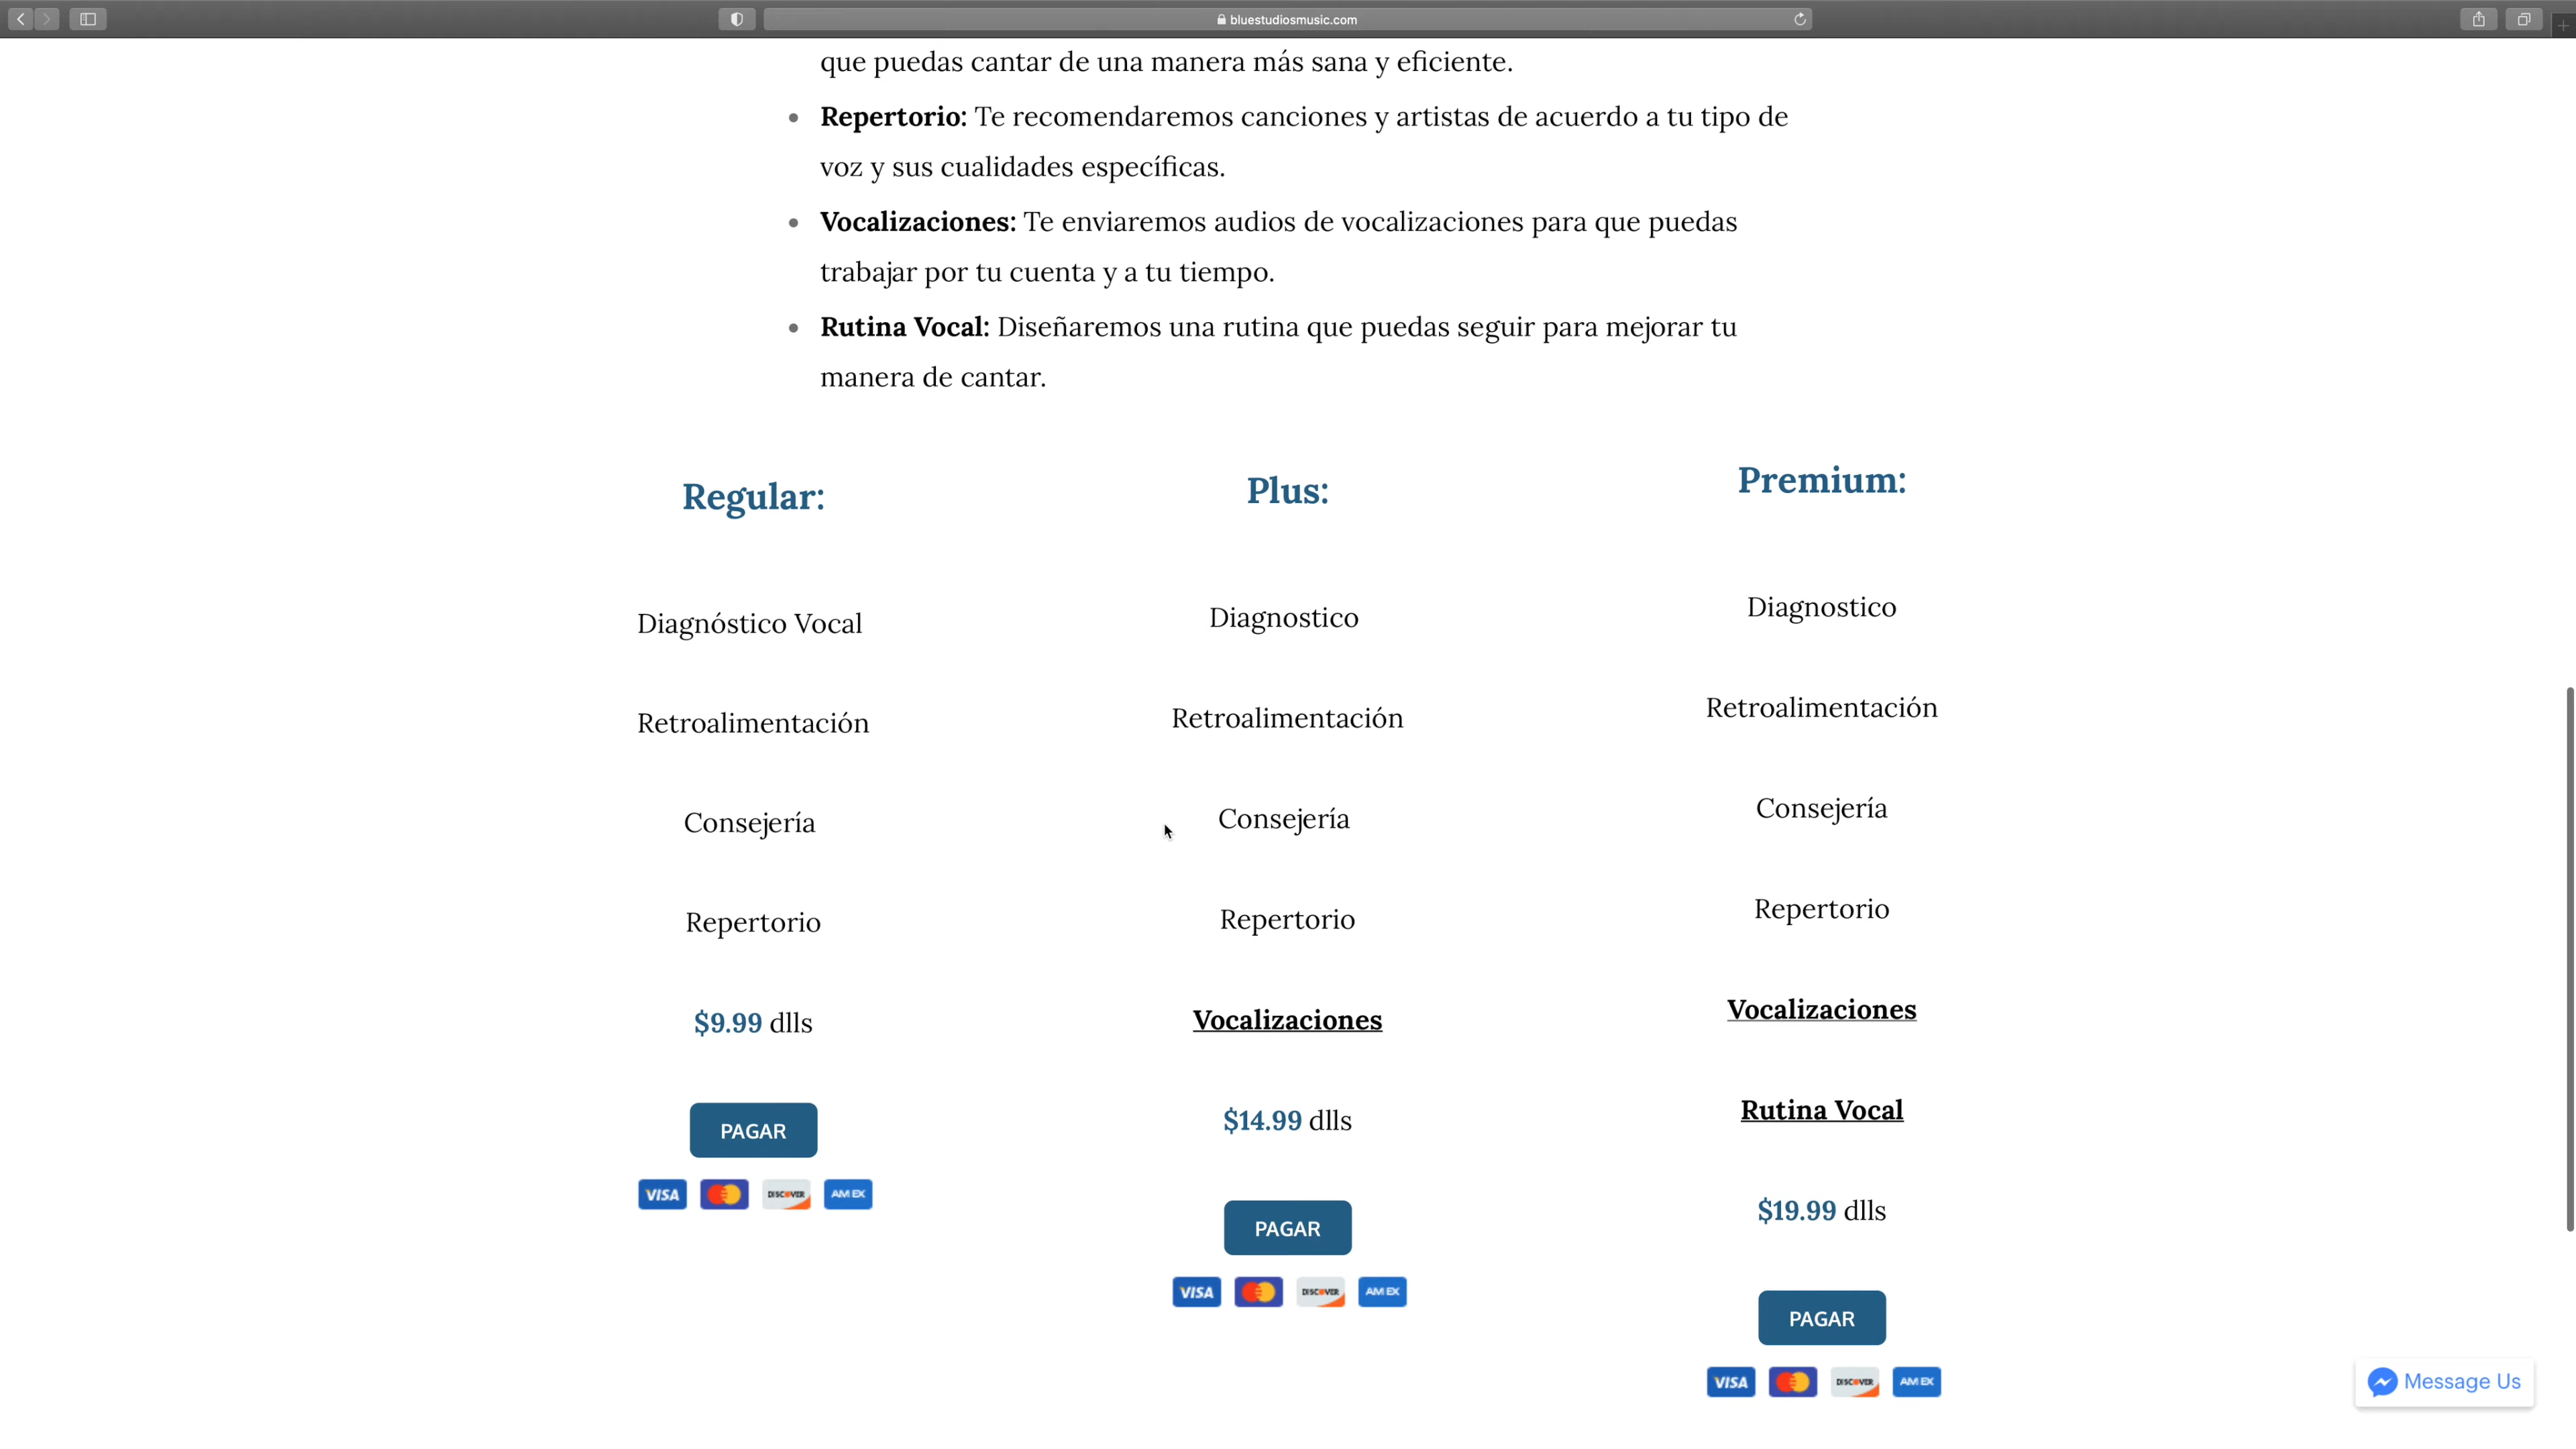 bluestudiosmusic.com
que puedas cantar de una manera más sana y eficiente.
Repertorio: Te recomendaremos canciones y artistas de acuerdo a tu tipo de
voz y sus cualidades específicas.
Vocalizaciones: Te enviaremos audios de vocalizaciones para que puedas
trabajar por tu cuenta y a tu tiempo.
Rutina Vocal: Diseñaremos una rutina que puedas seguir para mejorar tu
manera de cantar.
Regular:
Diagnóstico Vocal
Retroalimentación
Consejería
Repertorio
$9.99 dlls
PAGAR
VISA DISCOVER AMEX
Plus:
Diagnostico
Retroalimentación
Consejería
Repertorio
Vocalizaciones
$14.99 dlls
PAGAR
VISA DISCOVER AMEX
Premium:
Diagnostico
Retroalimentación
Consejería
Repertorio
Vocalizaciones
Rutina Vocal
$19.99 dlls
PAGAR
VISA DISCOVER AMEX
Message Us